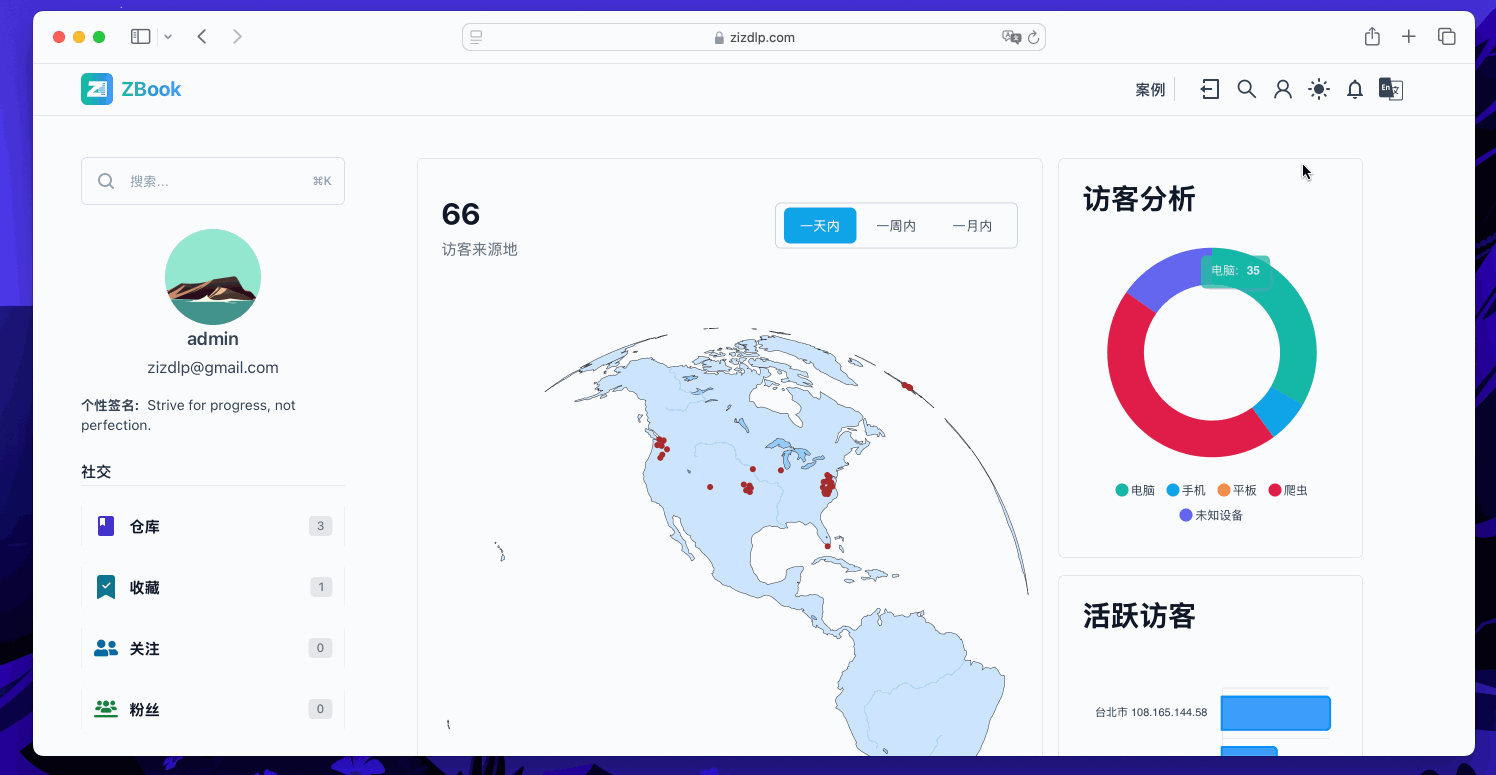 zizdlp.com
ZBook
案例
En
文
搜索...
⌘K
admin
zizdlp@gmail.com
个性签名: Strive for progress, not
perfection.
社交
仓库
3
收藏
1
关注
0
粉丝
0
66
访客来源地
一天内
一周内
一月内
访客分析
电脑: 35
电脑
手机
平板
爬虫
未知设备
活跃访客
台北市 108.165.144.58